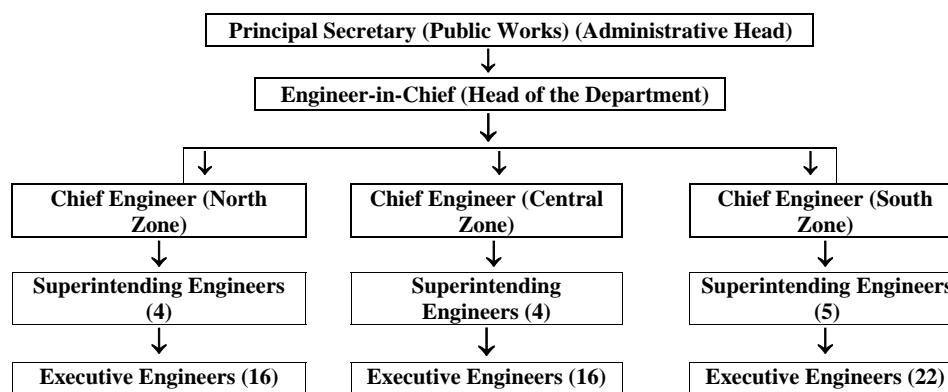 Principal Secretary (Public Works) (Administrative Head)
Engineer-in-Chief (Head of the Department)
Chief Engineer (North
Zone)
Chief Engineer (Central
Zone)
Chief Engineer (South
Zone)
Superintending Engineers
(4)
Superintending
Engineers (4)
Superintending Engineers
(5)
Executive Engineers (16)
Executive Engineers (16)
Executive Engineers (22)